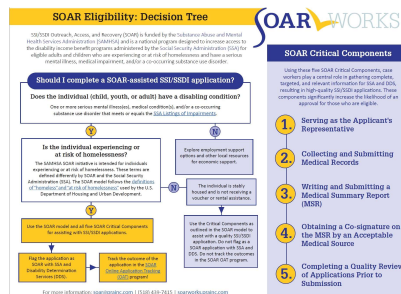 SOAR Eligibility: Decision Tree
SSI/SSDI Outreach, Access, and Recovery (SOAR) is funded by the Substance Abuse and Mental
Health Services Administration (SAMHSA) and is a national program designed to increase access to
the disability income benefit programs administered by the Social Security Administration (SSA) for
eligible adults and children who are experiencing or at risk of homelessness and have a serious
mental illness, medical impairment, and/or a co-occurring substance use disorder.
SOAR WORKS
Should I complete a SOAR-assisted SSI/SSDI application?
Does the individual (child, youth, or adult) have a disabling condition?
One or more serious mental illness(es), medical condition(s), and/or a co-occurring
substance use disorder that meets or equals the SSA Listings of Impairments.
Y
N
Is the individual experiencing or
at risk of homelessness?
The SAMHSA SOAR initiative is intended for individuals
experiencing or at risk of homelessness. These terms are
defined differently by SOAR and the Social Security
Administration (SSA). The SOAR model follows the definitions
of "homeless" and "at risk of homelessness" used by the U.S.
Department of Housing and Urban Development.
Explore employment support
options and other local resources
for economic support.
N
The individual is stably
housed and is not receiving a
voucher or rental assistance.
Y
Use the SOAR model and all five SOAR Critical Components
for assisting with SSI/SSDI applications.
Use the Critical Components as
outlined in the SOAR model to
assist with a quality SSI/SSDI
application. Do not flag as a
SOAR application with SSA and
DDS. Do not track the outcomes
in the SOAR OAT program.
Flag the application as
SOAR with SSA and
Disability Determination
Services (DDS).
Track the outcome of the
application in the SOAR
Online Application Tracking
(OAT) program!
For more information: soar@prainc.com | (518) 439-7415 | soarworks.prainc.com
SOAR Critical Components
Using these five SOAR Critical Components, case
workers play a central role in gathering complete,
targeted, and relevant information for SSA and DDS,
resulting in high-quality SSI/SSDI applications. These
components significantly increase the likelihood of an
approval for those who are eligible.
1. Serving as the Applicant's
Representative
2. Collecting and Submitting
Medical Records
3. Writing and Submitting a
Medical Summary Report
(MSR)
4. Obtaining a Co-signature on
the MSR by an Acceptable
Medical Source
5. Completing a Quality Review
of Applications Prior to
Submission